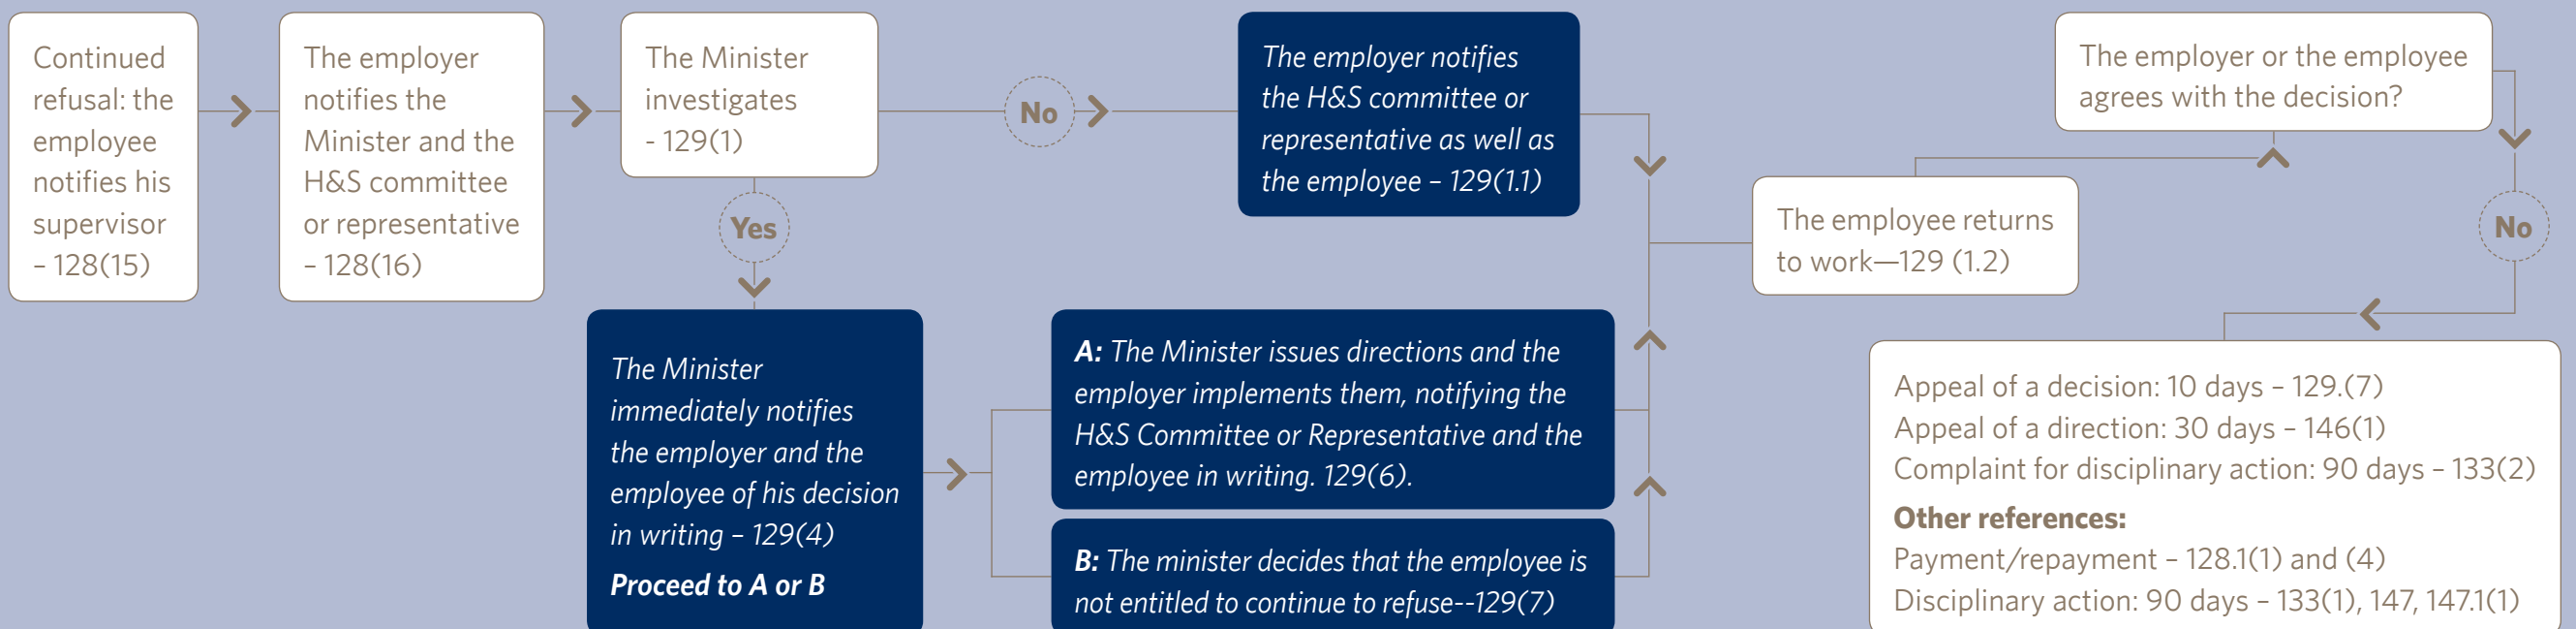 Continued
refusal: the
employee
notifies his
supervisor
– 128(15)
The employer
notifies the
Minister and the
H&S committee
or representative
– 128(16)
The Minister
investigates
- 129(1)
No
Yes
The employer notifies
the H&S committee or
representative as well as
the employee – 129(1.1)
The Minister
immediately notifies
the employer and the
employee of his decision
in writing – 129(4)
Proceed to A or B
A: The Minister issues directions and the
employer implements them, notifying the
H&S Committee or Representative and the
employee in writing. 129(6).
B: The minister decides that the employee is
not entitled to continue to refuse--129(7)
The employee returns
to work—129 (1.2)
The employer or the employee
agrees with the decision?
No
Appeal of a decision: 10 days – 129.(7)
Appeal of a direction: 30 days – 146(1)
Complaint for disciplinary action: 90 days – 133(2)
Other references:
Payment/repayment – 128.1(1) and (4)
Disciplinary action: 90 days – 133(1), 147, 147.1(1)